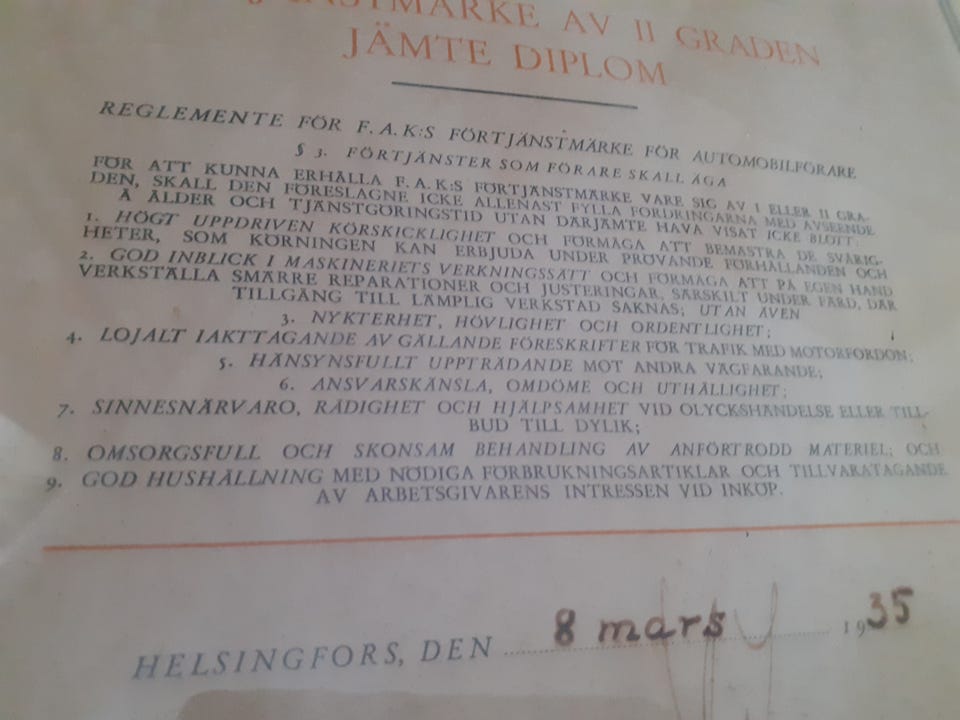 JÄNSTMÄRKE AV II GRADEN
JÄMTE DIPLOM
REGLEMENTE FÖR F.A.K:S FÖRTJÄNSTMÄRKE FÖR AUTOMOBILFÖRARE
§ 3. FÖRTJÄNSTER SOM FÖRARE SKALL ÄGA
FÖR ATT KUNNA ERHÅLLA F.A.K:S FÖRTJÄNSTMÄRKE VARE SIG AV I ELLER II GRA-
DEN, SKALL DEN FÖRESLAGNE ICKE ALLENAST FYLLA FORDRINGARNA MED AVSEENDE
Å ÅLDER OCH TJÄNSTGÖRINGSTID UTAN DÄRJÄMTE HAVA VISAT ICKE BLOTT:
1. HÖGT UPPDRIVEN KÖRSKICKLIGHET OCH FÖRMÅGA ATT BEMÄSTRA DE SVÅRIG-
HETER, SOM KÖRNINGEN KAN ERBJUDA UNDER PRÖVANDE FÖRHÅLLANDEN OCH
2. GOD INBLICK I MASKINERIETS VERKNINGSSÄTT OCH FÖRMÅGA ATT PÅ EGEN HAND
VERKSTÄLLA SMÄRRE REPARATIONER OCH JUSTERINGAR, SÄRSKILT UNDER FÄRD, DÄR
TILLGÅNG TILL LÄMPLIG VERKSTAD SAKNAS; UTAN ÄVEN
3. NYKTERHET, HÖVLIGHET OCH ORDENTLIGHET;
4. LOJALT IAKTTAGANDE AV GÄLLANDE FÖRESKRIFTER FÖR TRAFIK MED MOTORFORDON;
5. HÄNSYNSFULLT UPPTRÄDANDE MOT ANDRA VÄGFARANDE;
6. ANSVARSKÄNSLA, OMDÖME OCH UTHÅLLIGHET;
7. SINNESNÄRVARO, RÅDIGHET OCH HJÄLPSAMHET VID OLYCKSHÄNDELSE ELLER TILL-
BUD TILL DYLIK;
8. OMSORGSFULL OCH SKONSAM BEHANDLING AV ANFÖRTRODD MATERIEL; OCH
9. GOD HUSHÅLLNING MED NÖDIGA FÖRBRUKNINGSARTIKLAR OCH TILLVARATAGANDE
AV ARBETSGIVARENS INTRESSEN VID INKÖP.
HELSINGFORS, DEN 8 mars 1935